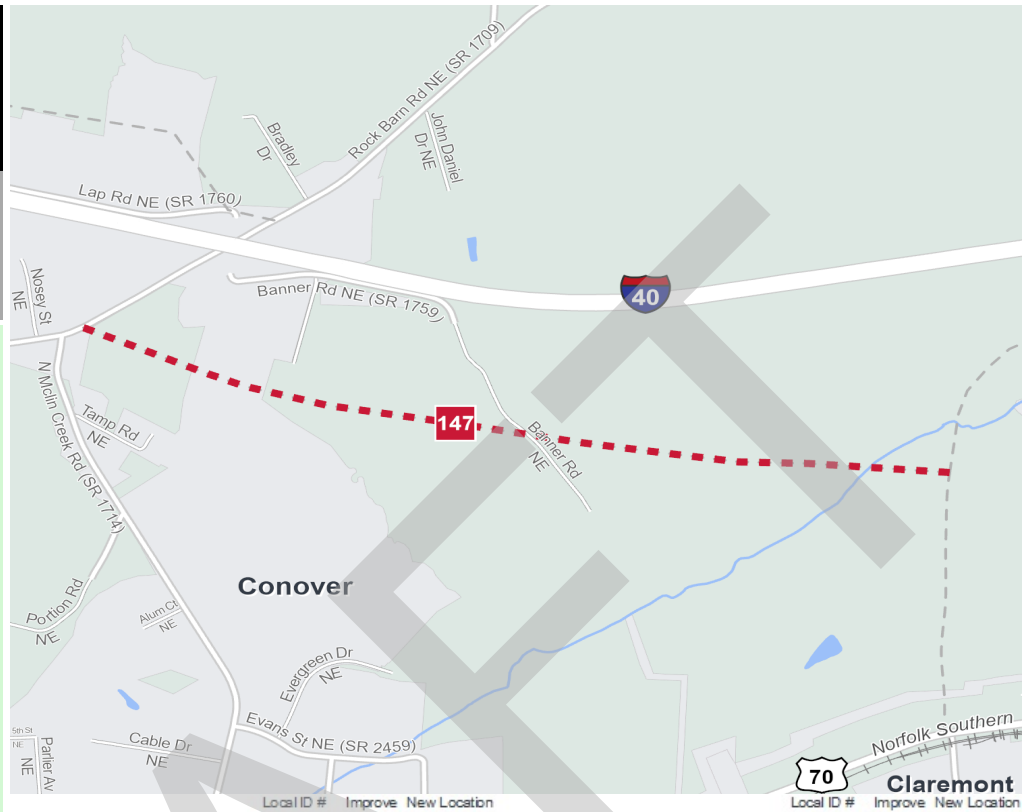 Rock Barn Rd NE (SR 1709)
John Daniel
Dr NE
Bradley
Dr
Lap Rd NE (SR 1760)
Nosey St
NE
Banner Rd NE (SR 1759)
40
N Mclin Creek Rd (SR 1714)
Tamp Rd
NE
147
Banner Rd
NE
Conover
Portion Rd
NE
Alum Ct
NE
Evergreen Dr
NE
Evans St NE (SR 2459)
5th St
NE
Parlier Av
NE
Cable Dr
NE
Norfolk Southern
70
Claremont
Local ID # Improve New Location
Local ID # Improve New Location